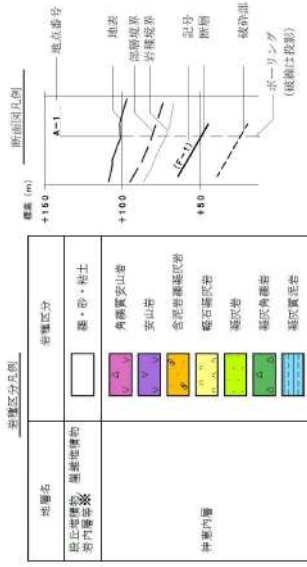 岩種区分凡例
地層名
岩種区分
段丘堆積物、崖錐堆積物
岩内層等※
礫・砂・粘土
神恵内層
角礫質安山岩
安山岩
含泥岩礫凝灰岩
軽石凝灰岩
凝灰岩
凝灰角礫岩
凝灰質泥岩
断面図凡例
標高(m)
+150
+100
+50
A-1
(F-1)
地点番号
地表
部層境界
岩種境界
記号
断層
破砕部
ボーリング
(破線は投影)